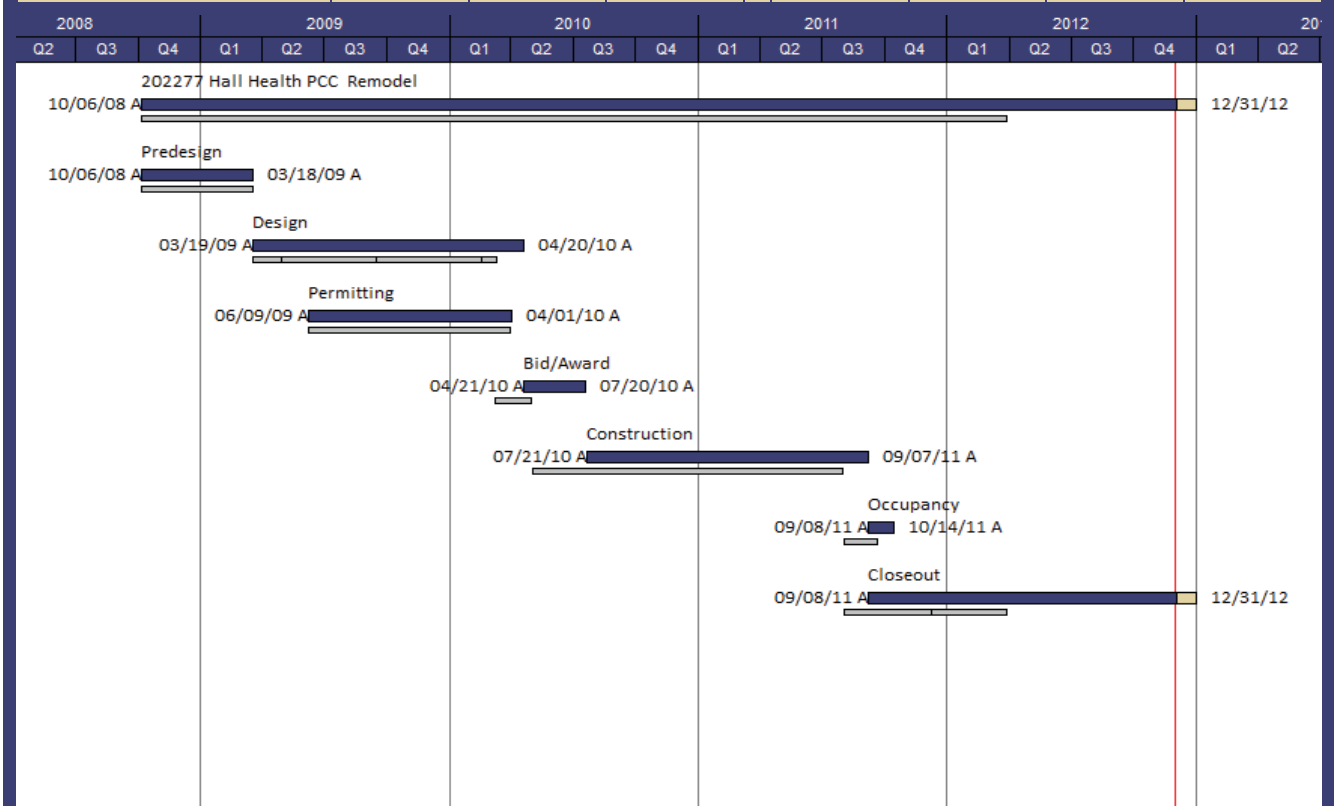 2008 2009 2010 2011 2012 20
Q2 Q3 Q4 Q1 Q2 Q3 Q4 Q1 Q2 Q3 Q4 Q1 Q2 Q3 Q4 Q1 Q2 Q3 Q4 Q1 Q2
202277 Hall Health PCC Remodel
10/06/08 A 12/31/12
Predesign
10/06/08 A 03/18/09 A
Design
03/19/09 A 04/20/10 A
Permitting
06/09/09 A 04/01/10 A
Bid/Award
04/21/10 A 07/20/10 A
Construction
07/21/10 A 09/07/11 A
Occupancy
09/08/11 A 10/14/11 A
Closeout
09/08/11 A 12/31/12